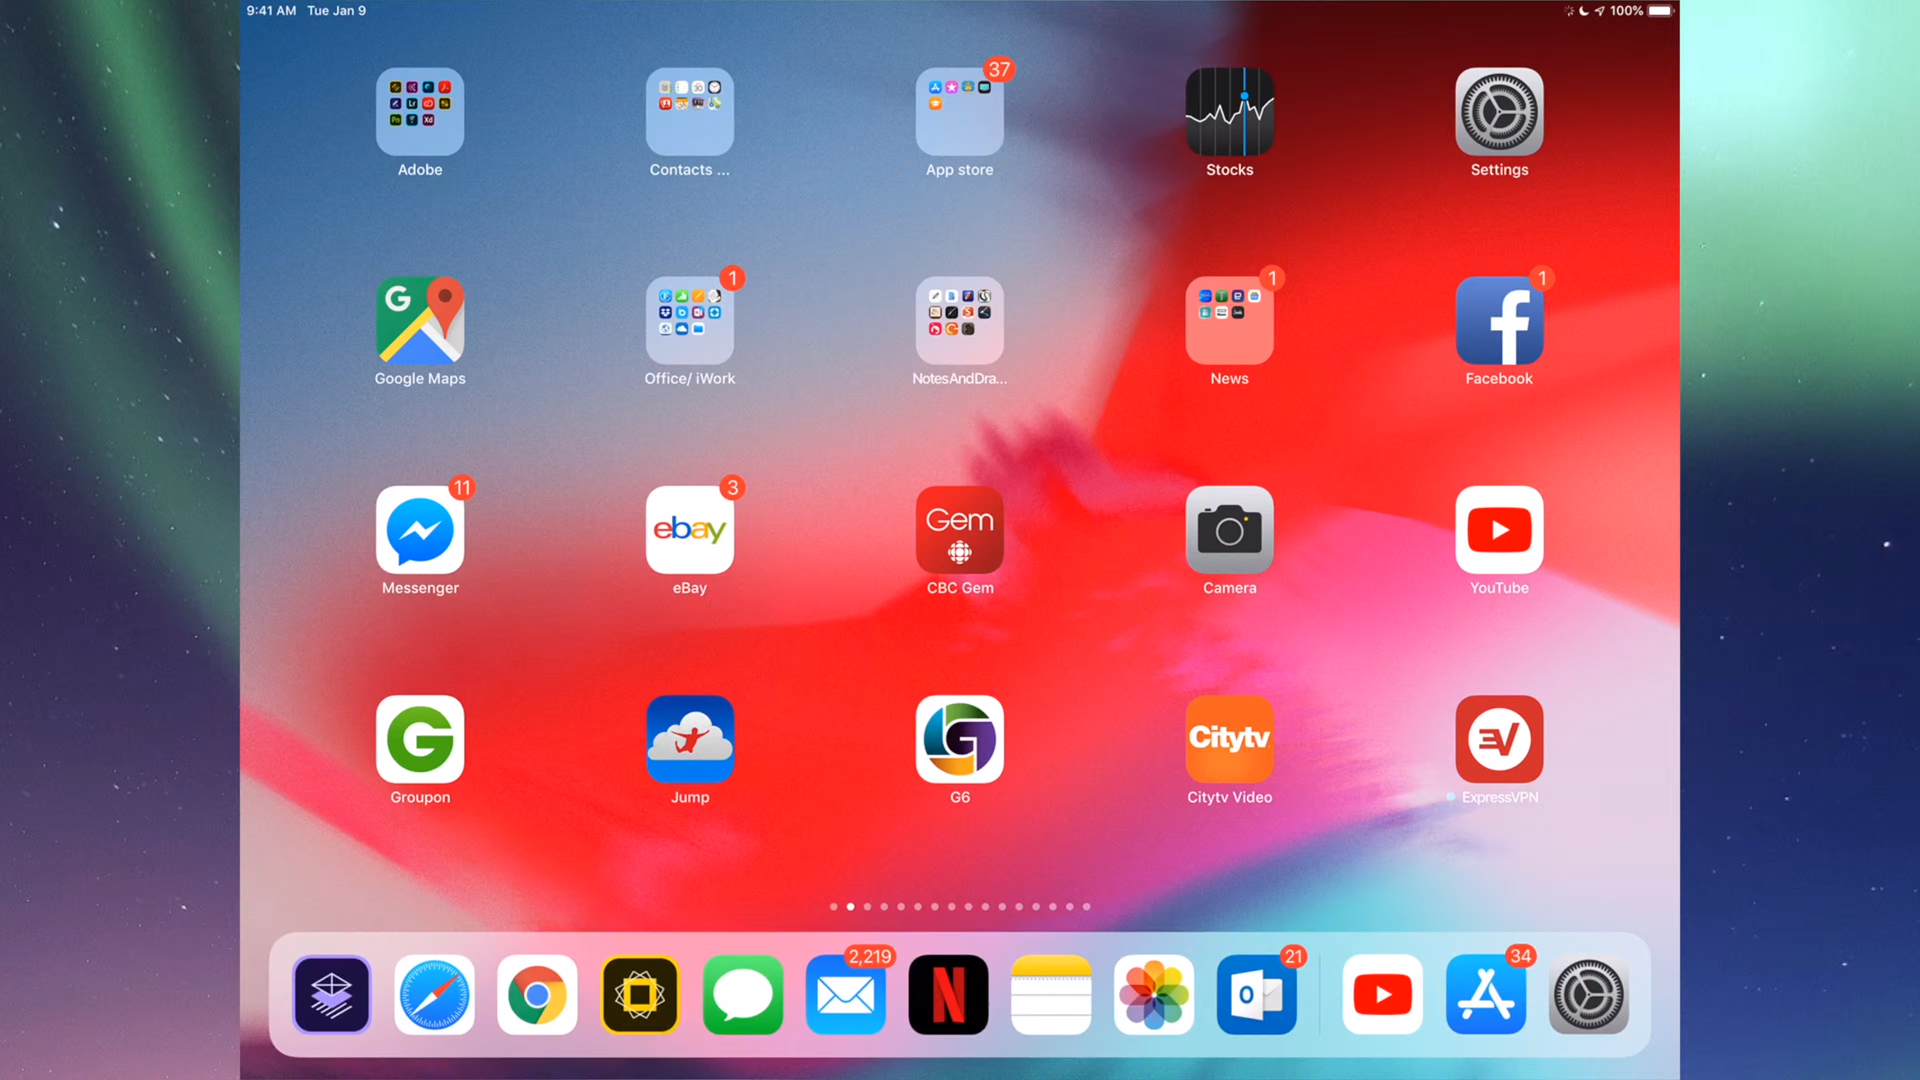 9:41 AM Tue Jan 9
100%
37
Adobe
Contacts ...
App store
Stocks
Settings
1
1
1
Google Maps
Office/ iWork
NotesAndDra...
News
Facebook
11
3
ebay
Gem
Messenger
eBay
CBC Gem
Camera
YouTube
Citytv
Groupon
Jump
G6
Citytv Video
ExpressVPN
2,219
21
34